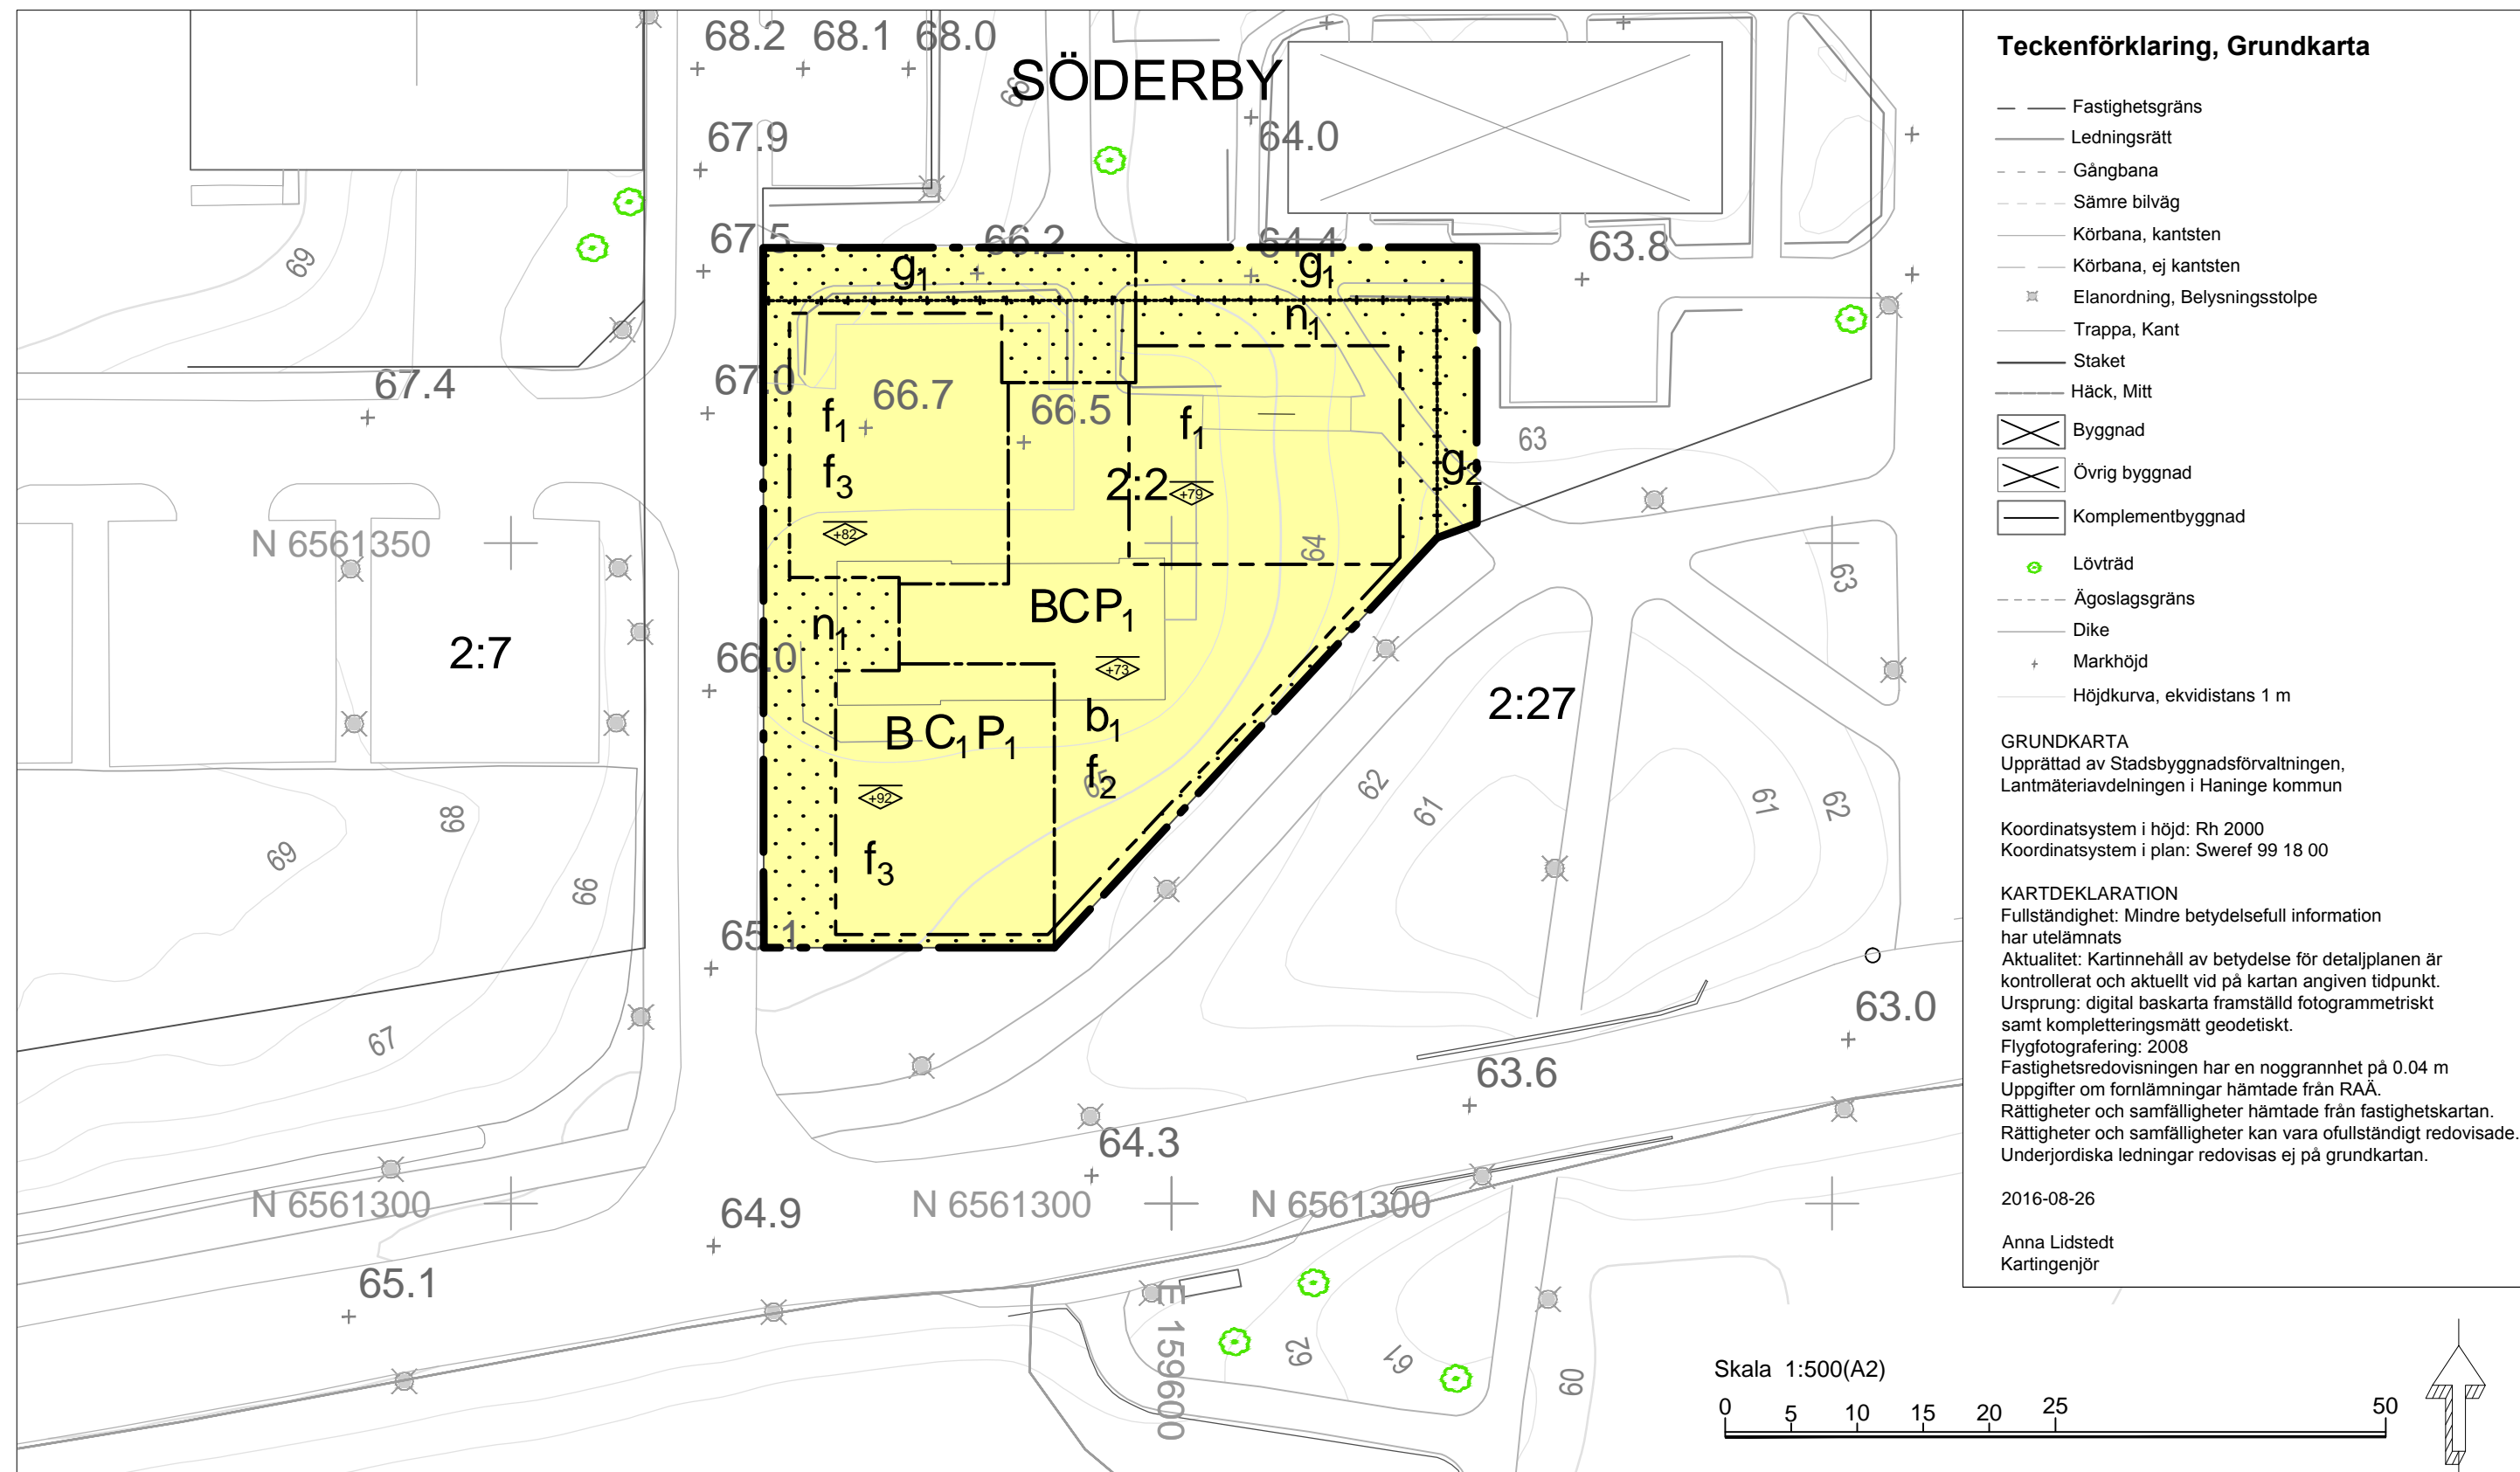 68.2 68.1 68.0
SÖDERBY
66
67.9
64.0
67.5
66.2
64.4
63.8
69
g1
g1
n1
67.4
67.0
66.7
66.5
f1
f1
63
f3
2:2
+79
g2
+82
N 6561350
64
63
BCP1
n1
2:7
66.0
+73
2:27
B C1 P1
b1
f2
65
62
61
61
62
+92
68
69
66
f3
65.1
67
63.0
63.6
64.3
N 6561300
64.9
N 6561300
N 6561300
65.1
E 159600
62
61
60
Teckenförklaring, Grundkarta
Fastighetsgräns
Ledningsrätt
Gångbana
Sämre bilväg
Körbana, kantsten
Körbana, ej kantsten
Elanordning, Belysningsstolpe
Trappa, Kant
Staket
Häck, Mitt
Byggnad
Övrig byggnad
Komplementbyggnad
Lövträd
Ägoslagsgräns
Dike
Markhöjd
Höjdkurva, ekvidistans 1 m
GRUNDKARTA
Upprättad av Stadsbyggnadsförvaltningen,
Lantmäteriavdelningen i Haninge kommun
Koordinatsystem i höjd: Rh 2000
Koordinatsystem i plan: Sweref 99 18 00
KARTDEKLARATION
Fullständighet: Mindre betydelsefull information
har utelämnats
Aktualitet: Kartinnehåll av betydelse för detaljplanen är
kontrollerat och aktuellt vid på kartan angiven tidpunkt.
Ursprung: digital baskarta framställd fotogrammetriskt
samt kompletteringsmätt geodetiskt.
Flygfotografering: 2008
Fastighetsredovisningen har en noggrannhet på 0.04 m
Uppgifter om fornlämningar hämtade från RAÄ.
Rättigheter och samfälligheter hämtade från fastighetskartan.
Rättigheter och samfälligheter kan vara ofullständigt redovisade.
Underjordiska ledningar redovisas ej på grundkartan.
2016-08-26
Anna Lidstedt
Kartingenjör
Skala 1:500(A2)
0 5 10 15 20 25 50